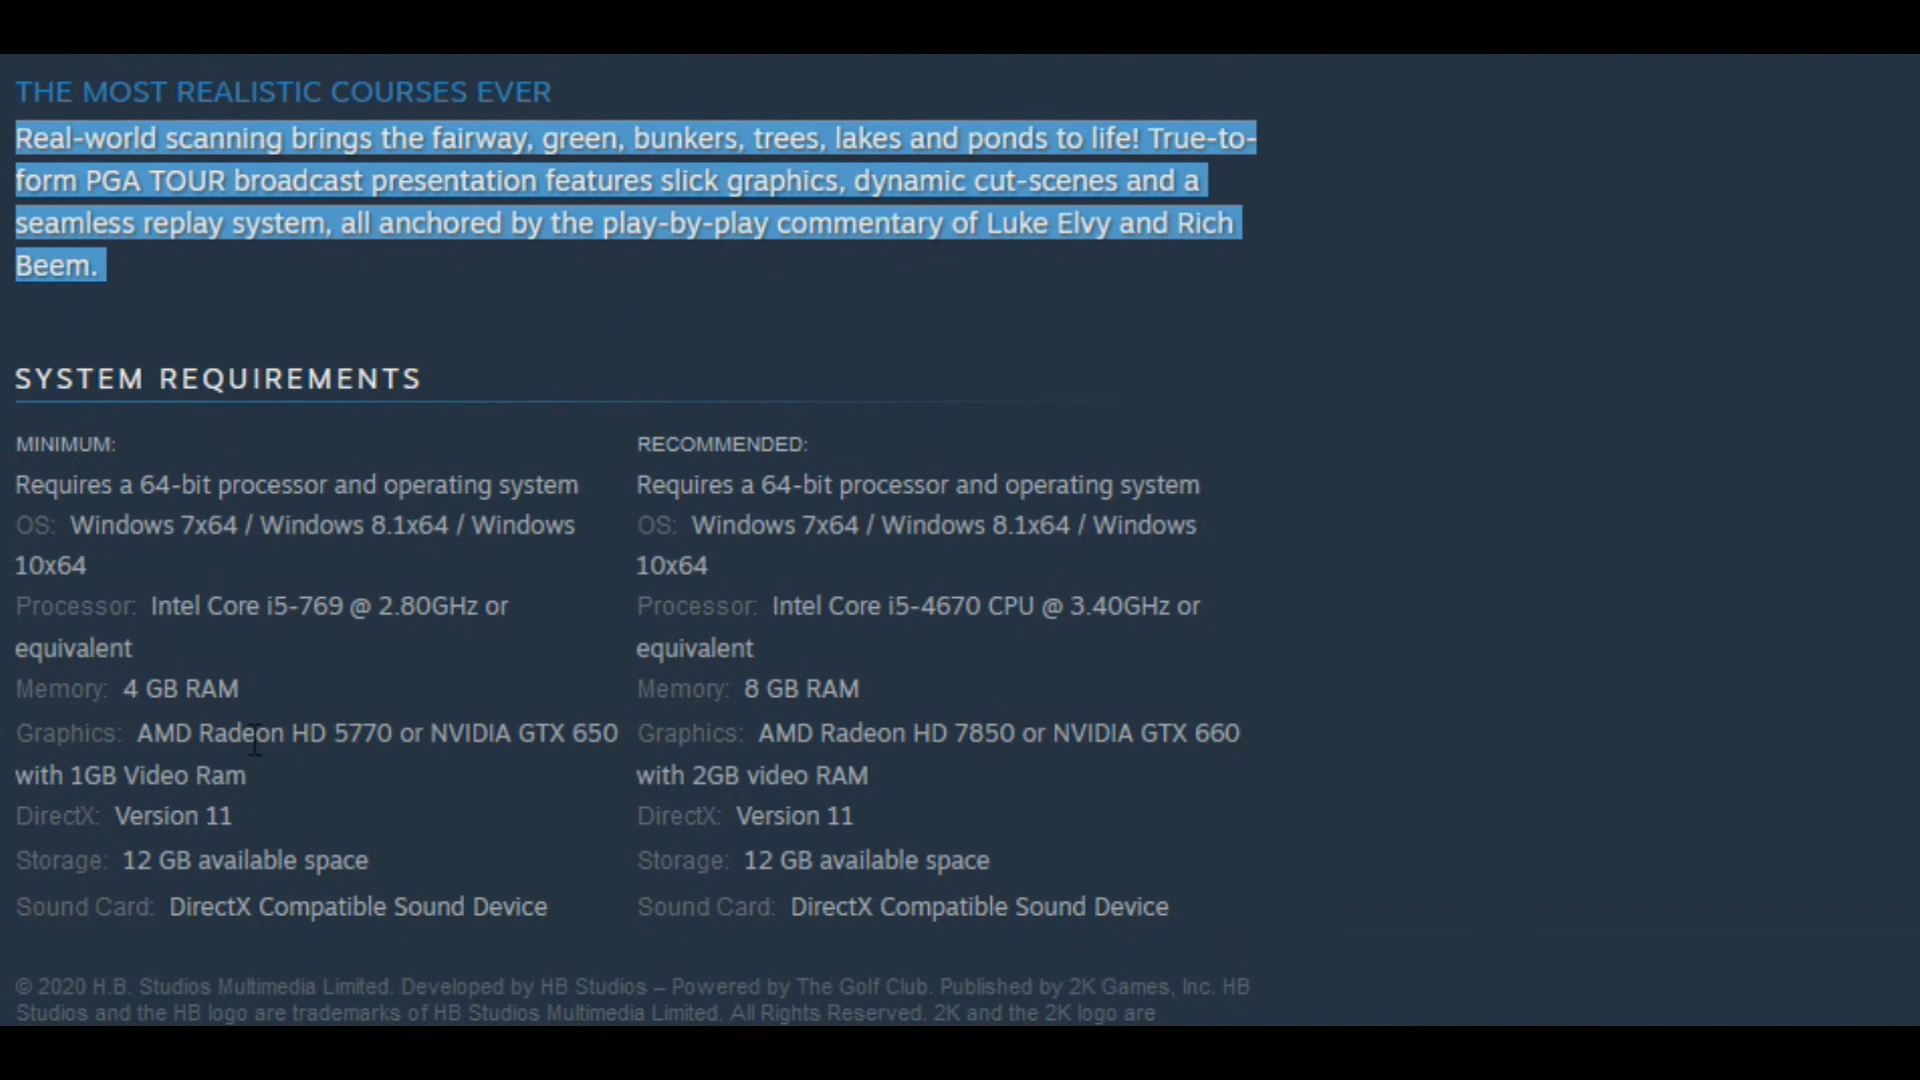 THE MOST REALISTIC COURSES EVER
Real-world scanning brings the fairway, green, bunkers, trees, lakes and ponds to life! True-to-
form PGA TOUR broadcast presentation features slick graphics, dynamic cut-scenes and a
seamless replay system, all anchored by the play-by-play commentary of Luke Elvy and Rich
Beem.
SYSTEM REQUIREMENTS
MINIMUM:
Requires a 64-bit processor and operating system
OS: Windows 7x64 / Windows 8.1x64 / Windows
10x64
Processor: Intel Core i5-769 @ 2.80GHz or
equivalent
Memory: 4 GB RAM
Graphics: AMD Radeon HD 5770 or NVIDIA GTX 650
with 1GB Video Ram
DirectX: Version 11
Storage: 12 GB available space
Sound Card: DirectX Compatible Sound Device
RECOMMENDED:
Requires a 64-bit processor and operating system
OS: Windows 7x64 / Windows 8.1x64 / Windows
10x64
Processor: Intel Core i5-4670 CPU @ 3.40GHz or
equivalent
Memory: 8 GB RAM
Graphics: AMD Radeon HD 7850 or NVIDIA GTX 660
with 2GB video RAM
DirectX: Version 11
Storage: 12 GB available space
Sound Card: DirectX Compatible Sound Device
© 2020 H.B. Studios Multimedia Limited. Developed by HB Studios – Powered by The Golf Club. Published by 2K Games, Inc. HB
Studios and the HB logo are trademarks of HB Studios Multimedia Limited. All Rights Reserved. 2K and the 2K logo are